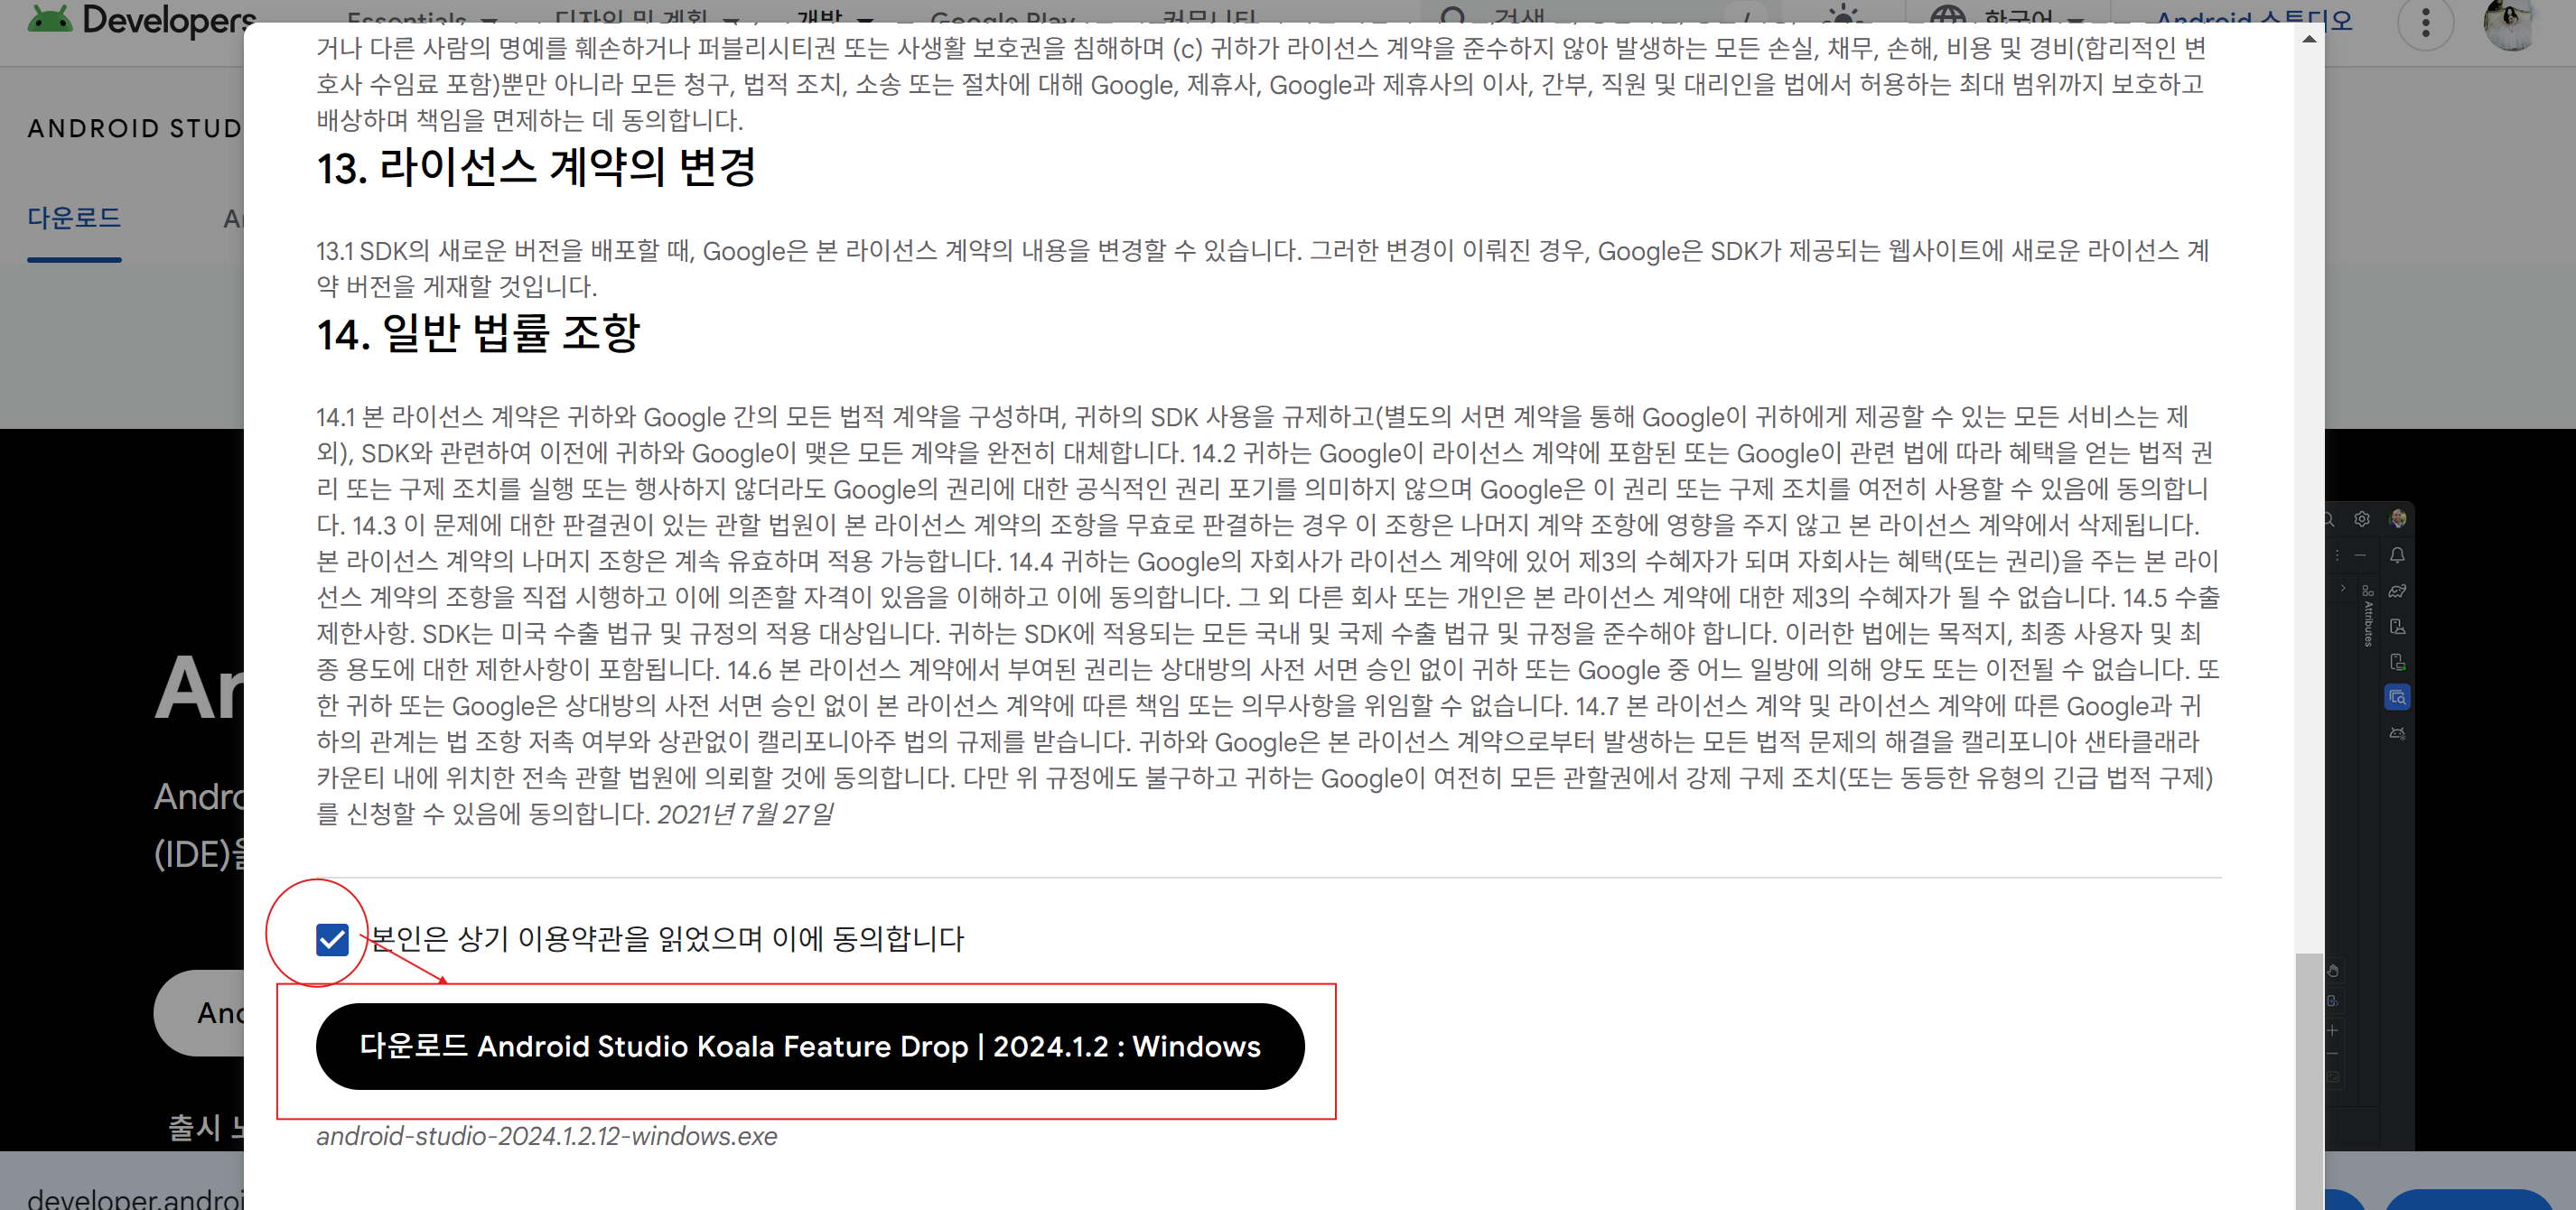 Developers
Essentials 디자인 및 계획 개발 Google Play 커뮤니티 검색 / 한국어 Android 스튜디오
ANDROID STUD
다운로드
거나 다른 사람의 명예를 훼손하거나 퍼블리시티권 또는 사생활 보호권을 침해하며 (c) 귀하가 라이선스 계약을 준수하지 않아 발생하는 모든 손실, 채무, 손해, 비용 및 경비(합리적인 변
호사 수임료 포함)뿐만 아니라 모든 청구, 법적 조치, 소송 또는 절차에 대해 Google, 제휴사, Google과 제휴사의 이사, 간부, 직원 및 대리인을 법에서 허용하는 최대 범위까지 보호하고
배상하며 책임을 면제하는 데 동의합니다.
13. 라이선스 계약의 변경
13.1 SDK의 새로운 버전을 배포할 때, Google은 본 라이선스 계약의 내용을 변경할 수 있습니다. 그러한 변경이 이뤄진 경우, Google은 SDK가 제공되는 웹사이트에 새로운 라이선스 계
약 버전을 게재할 것입니다.
14. 일반 법률 조항
14.1 본 라이선스 계약은 귀하와 Google 간의 모든 법적 계약을 구성하며, 귀하의 SDK 사용을 규제하고(별도의 서면 계약을 통해 Google이 귀하에게 제공할 수 있는 모든 서비스는 제
외), SDK와 관련하여 이전에 귀하와 Google이 맺은 모든 계약을 완전히 대체합니다. 14.2 귀하는 Google이 라이선스 계약에 포함된 또는 Google이 관련 법에 따라 혜택을 얻는 법적 권
리 또는 구제 조치를 실행 또는 행사하지 않더라도 Google의 권리에 대한 공식적인 권리 포기를 의미하지 않으며 Google은 이 권리 또는 구제 조치를 여전히 사용할 수 있음에 동의합니
다. 14.3 이 문제에 대한 판결권이 있는 관할 법원이 본 라이선스 계약의 조항을 무효로 판결하는 경우 이 조항은 나머지 계약 조항에 영향을 주지 않고 본 라이선스 계약에서 삭제됩니다.
본 라이선스 계약의 나머지 조항은 계속 유효하며 적용 가능합니다. 14.4 귀하는 Google의 자회사가 라이선스 계약에 있어 제3의 수혜자가 되며 자회사는 혜택(또는 권리)을 주는 본 라이
선스 계약의 조항을 직접 시행하고 이에 의존할 자격이 있음을 이해하고 이에 동의합니다. 그 외 다른 회사 또는 개인은 본 라이선스 계약에 대한 제3의 수혜자가 될 수 없습니다. 14.5 수출
제한사항. SDK는 미국 수출 법규 및 규정의 적용 대상입니다. 귀하는 SDK에 적용되는 모든 국내 및 국제 수출 법규 및 규정을 준수해야 합니다. 이러한 법에는 목적지, 최종 사용자 및 최
종 용도에 대한 제한사항이 포함됩니다. 14.6 본 라이선스 계약에서 부여된 권리는 상대방의 사전 서면 승인 없이 귀하 또는 Google 중 어느 일방에 의해 양도 또는 이전될 수 없습니다. 또
한 귀하 또는 Google은 상대방의 사전 서면 승인 없이 본 라이선스 계약에 따른 책임 또는 의무사항을 위임할 수 없습니다. 14.7 본 라이선스 계약 및 라이선스 계약에 따른 Google과 귀
하의 관계는 법 조항 저촉 여부와 상관없이 캘리포니아주 법의 규제를 받습니다. 귀하와 Google은 본 라이선스 계약으로부터 발생하는 모든 법적 문제의 해결을 캘리포니아 샌타클래라
카운티 내에 위치한 전속 관할 법원에 의뢰할 것에 동의합니다. 다만 위 규정에도 불구하고 귀하는 Google이 여전히 모든 관할권에서 강제 구제 조치(또는 동등한 유형의 긴급 법적 구제)
를 신청할 수 있음에 동의합니다. 2021년 7월 27일
Attributes
An
Andro
(IDE)을
And
출시 노
본인은 상기 이용약관을 읽었으며 이에 동의합니다
다운로드 Android Studio Koala Feature Drop | 2024.1.2 : Windows
android-studio-2024.1.2.12-windows.exe
developer.androi